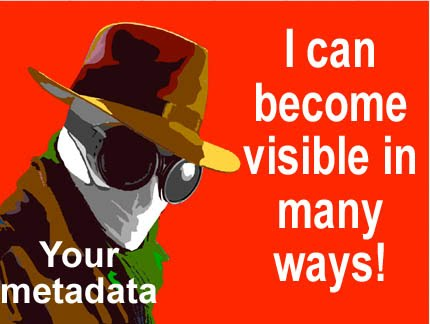 I can
become
visible in
many
ways!
Your
metadata